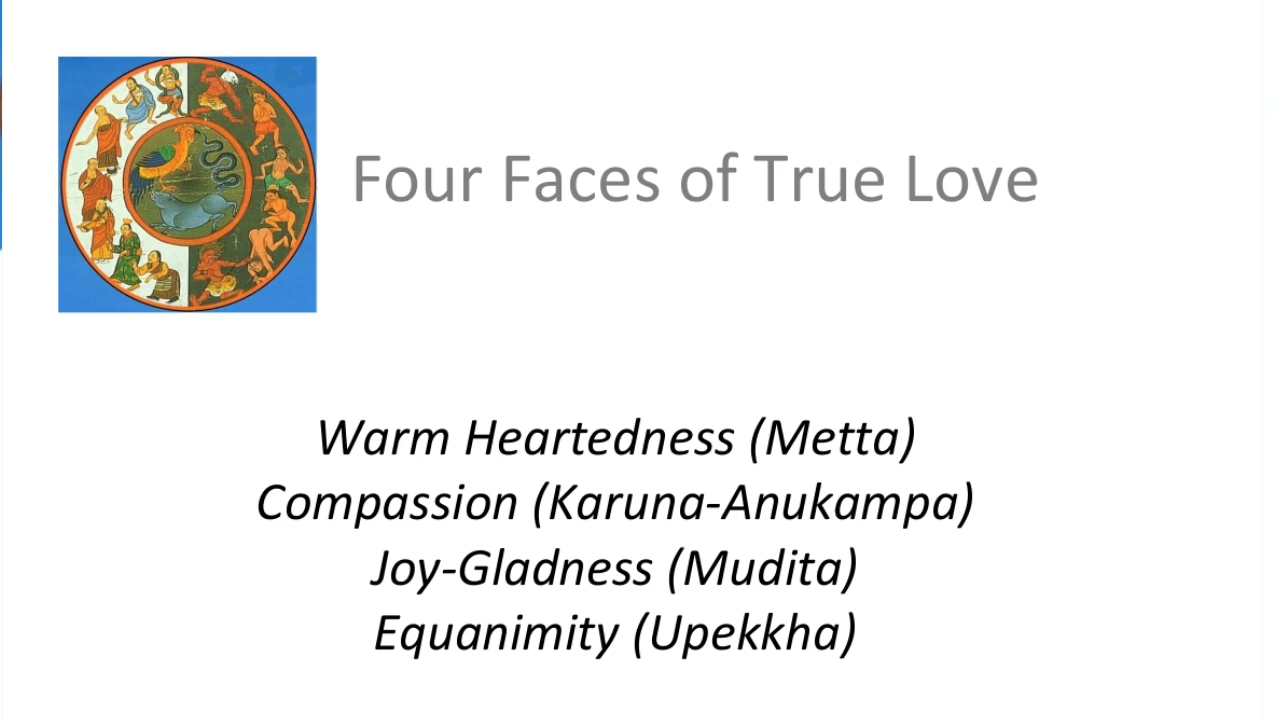 Four Faces of True Love
Warm Heartedness (Metta)
Compassion (Karuna-Anukampa)
Joy-Gladness (Mudita)
Equanimity (Upekkha)